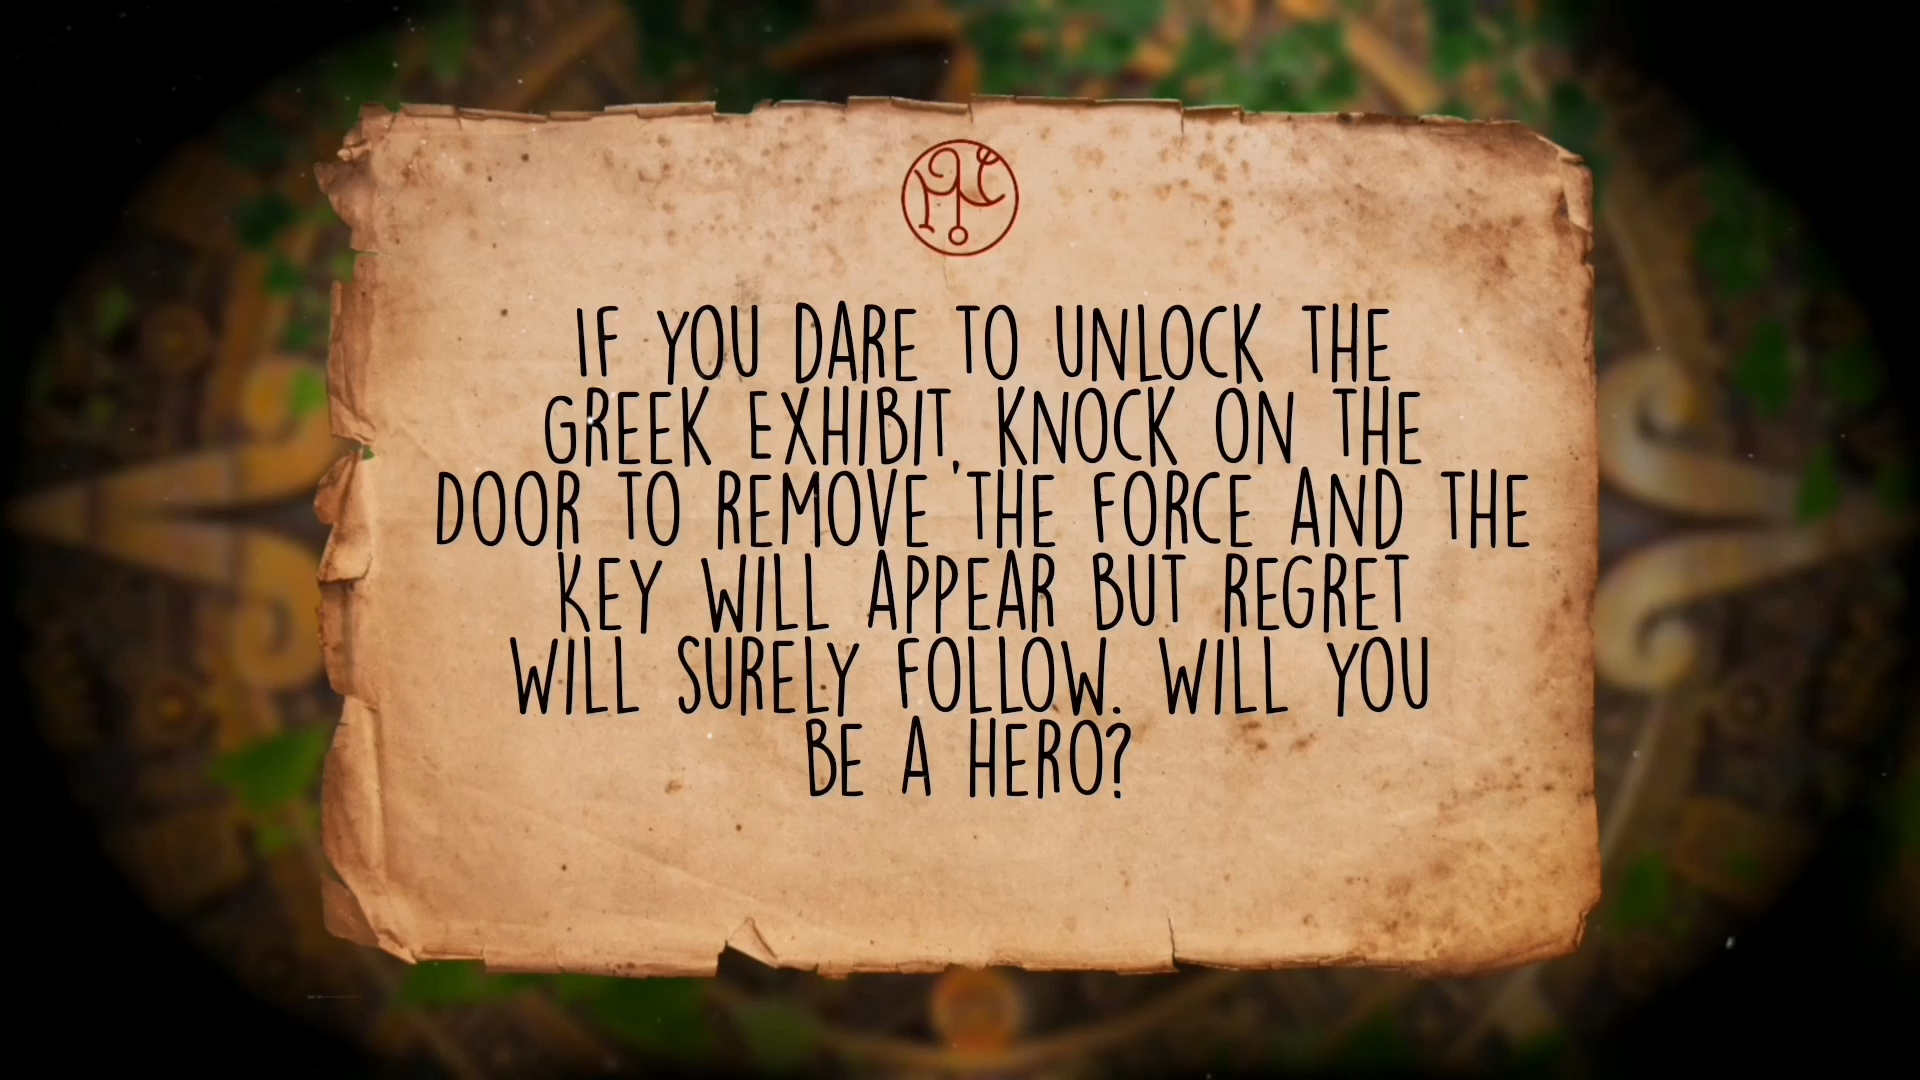 IF YOU DARE TO UNLOCK THE
GREEK EXHIBIT, KNOCK ON THE
DOOR TO REMOVE THE FORCE AND THE
KEY WILL APPEAR BUT REGRET
WILL SURELY FOLLOW. WILL YOU
BE A HERO?